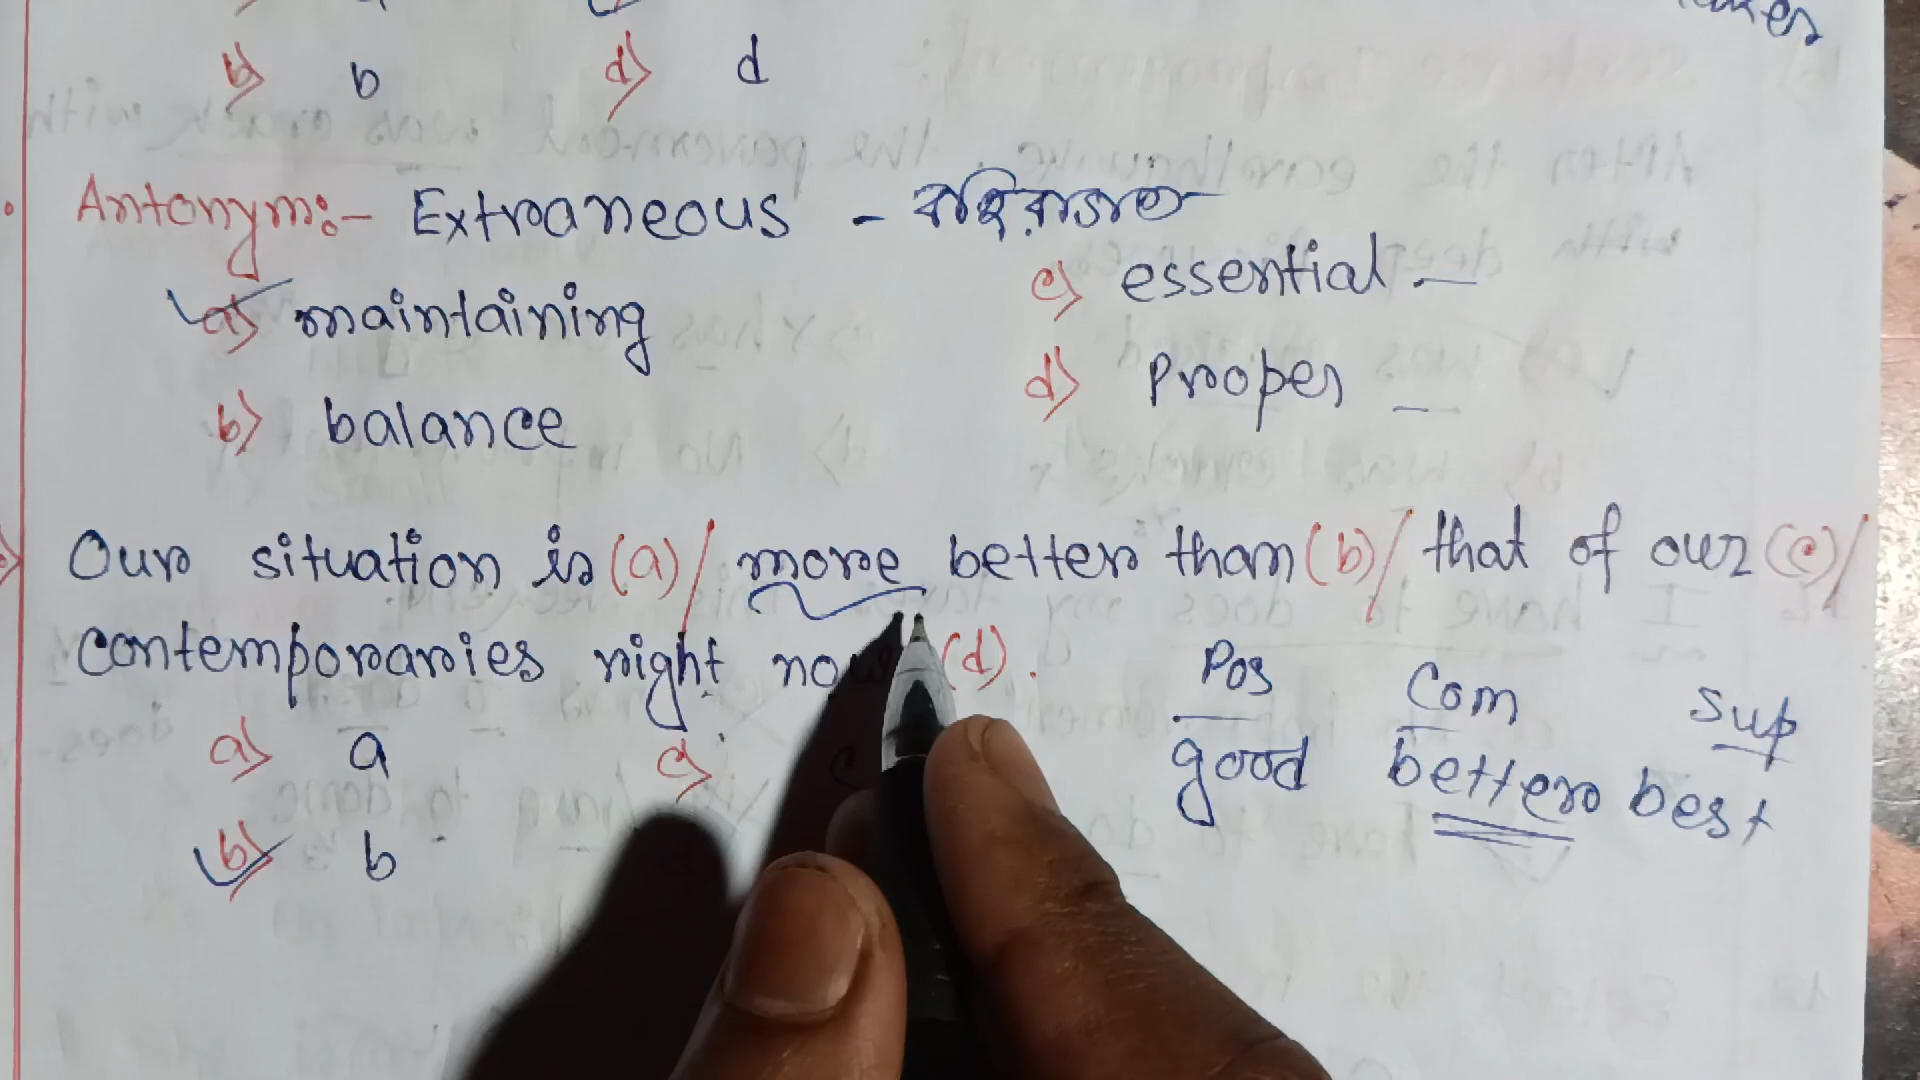 b) b d) d
Antonym:- Extraneous - বহিরাগত
a) maintaining c) essential -
b) balance d) Proper -
Our situation is (a)/ more better than (b)/ that of our (c)/
contemporaries right now (d).
Pos Com Sup
a) a c) c good better best
b) b